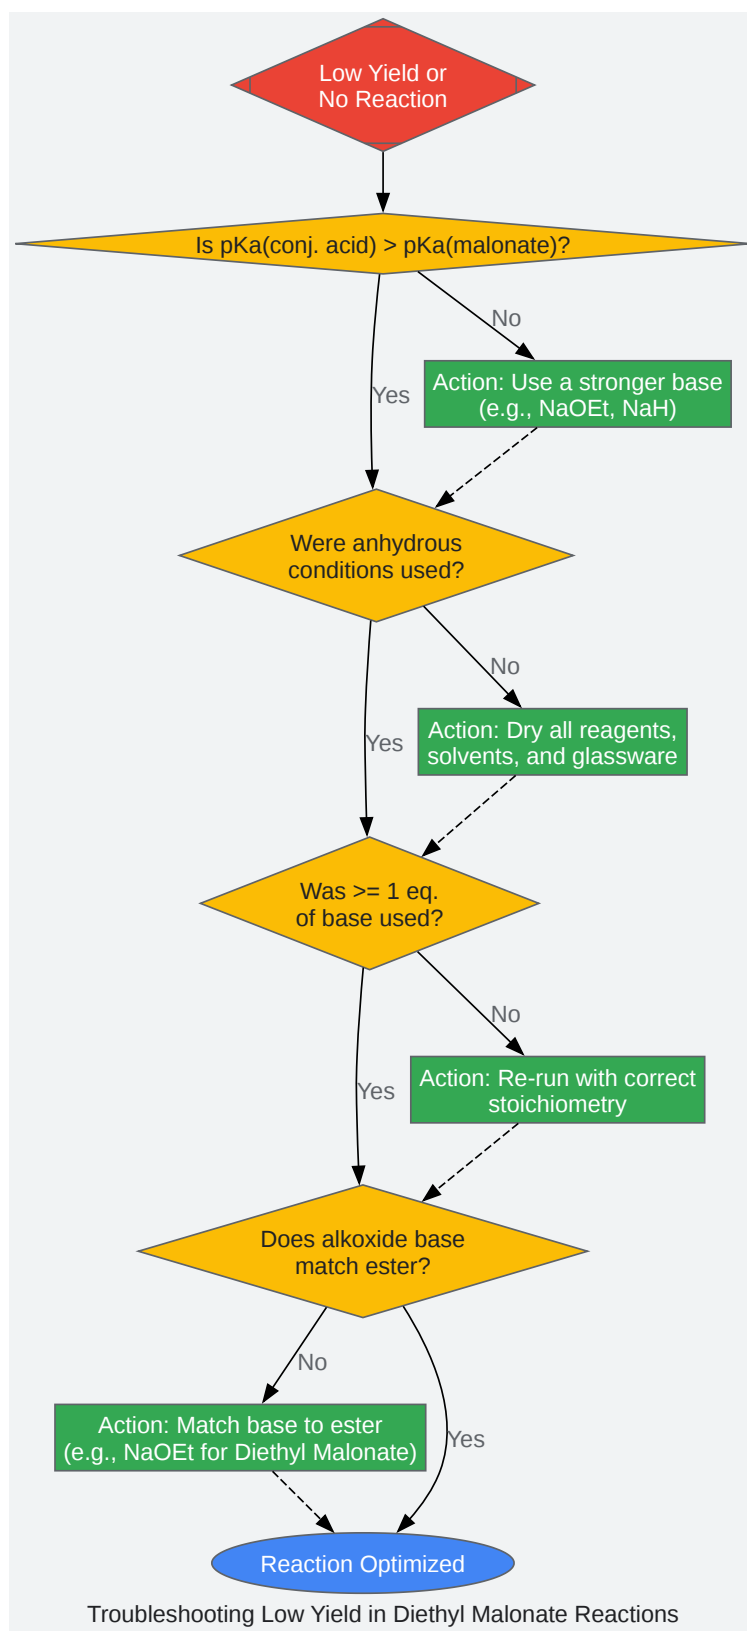 Low Yield or
No Reaction
Is pKa(conj. acid) > pKa(malonate)?
No
Action: Use a stronger base
(e.g., NaOEt, NaH)
Yes
Were anhydrous
conditions used?
No
Action: Dry all reagents,
solvents, and glassware
Yes
Was >= 1 eq.
of base used?
No
Action: Re-run with correct
stoichiometry
Yes
Does alkoxide base
match ester?
No
Action: Match base to ester
(e.g., NaOEt for Diethyl Malonate)
Yes
Reaction Optimized
Troubleshooting Low Yield in Diethyl Malonate Reactions